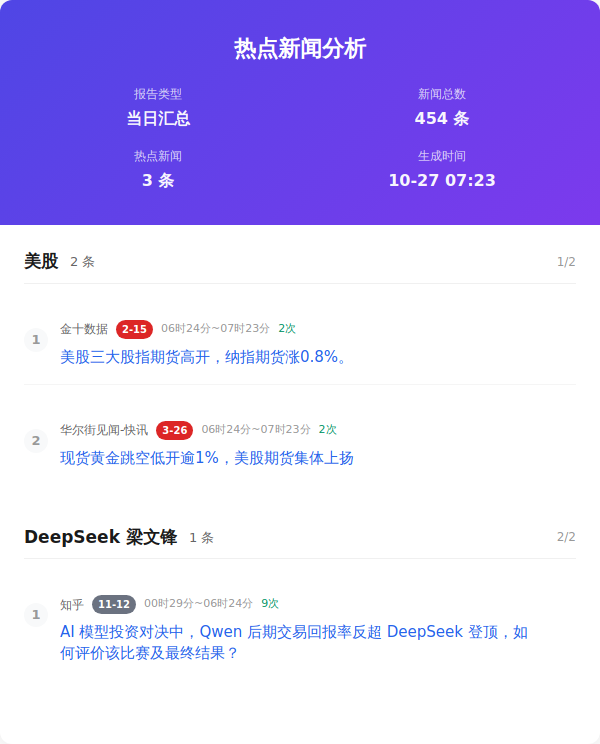 热点新闻分析
报告类型 新闻总数
当日汇总 454 条
热点新闻 生成时间
3 条 10-27 07:23
美股 2 条 1/2
1 金十数据 2-15 06时24分~07时23分 2次
美股三大股指期货高开，纳指期货涨0.8%。
2 华尔街见闻-快讯 3-26 06时24分~07时23分 2次
现货黄金跳空低开逾1%，美股期货集体上扬
DeepSeek 梁文锋 1 条 2/2
1 知乎 11-12 00时29分~06时24分 9次
AI 模型投资对决中，Qwen 后期交易回报率反超 DeepSeek 登顶，如
何评价该比赛及最终结果？